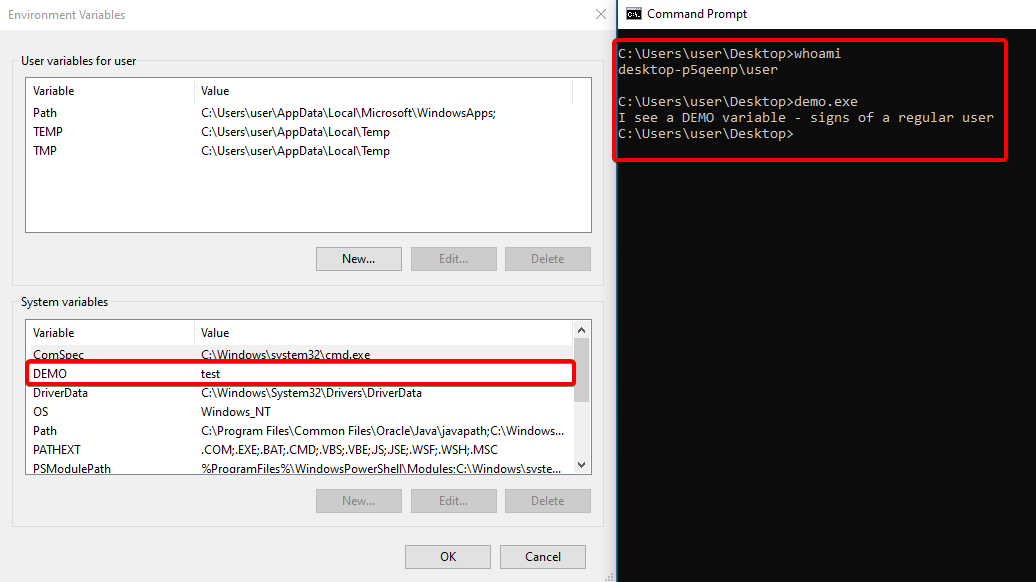 Environment Variables
User variables for user
Variable Value
Path C:\Users\user\AppData\Local\Microsoft\WindowsApps;
TEMP C:\Users\user\AppData\Local\Temp
TMP C:\Users\user\AppData\Local\Temp
New... Edit... Delete
System variables
Variable Value
ComSpec C:\Windows\system32\cmd.exe
DEMO test
DriverData C:\Windows\System32\Drivers\DriverData
OS Windows_NT
Path C:\Program Files\Common Files\Oracle\Java\javapath;C:\Windows...
PATHEXT .COM;.EXE;.BAT;.CMD;.VBS;.VBE;.JS;.JSE;.WSF;.WSH;.MSC
PSModulePath %ProgramFiles%\WindowsPowerShell\Modules;C:\Windows\syste...
New... Edit... Delete
OK Cancel
Command Prompt
C:\Users\user\Desktop>whoami
desktop-p5qeenp\user
C:\Users\user\Desktop>demo.exe
I see a DEMO variable - signs of a regular user
C:\Users\user\Desktop>